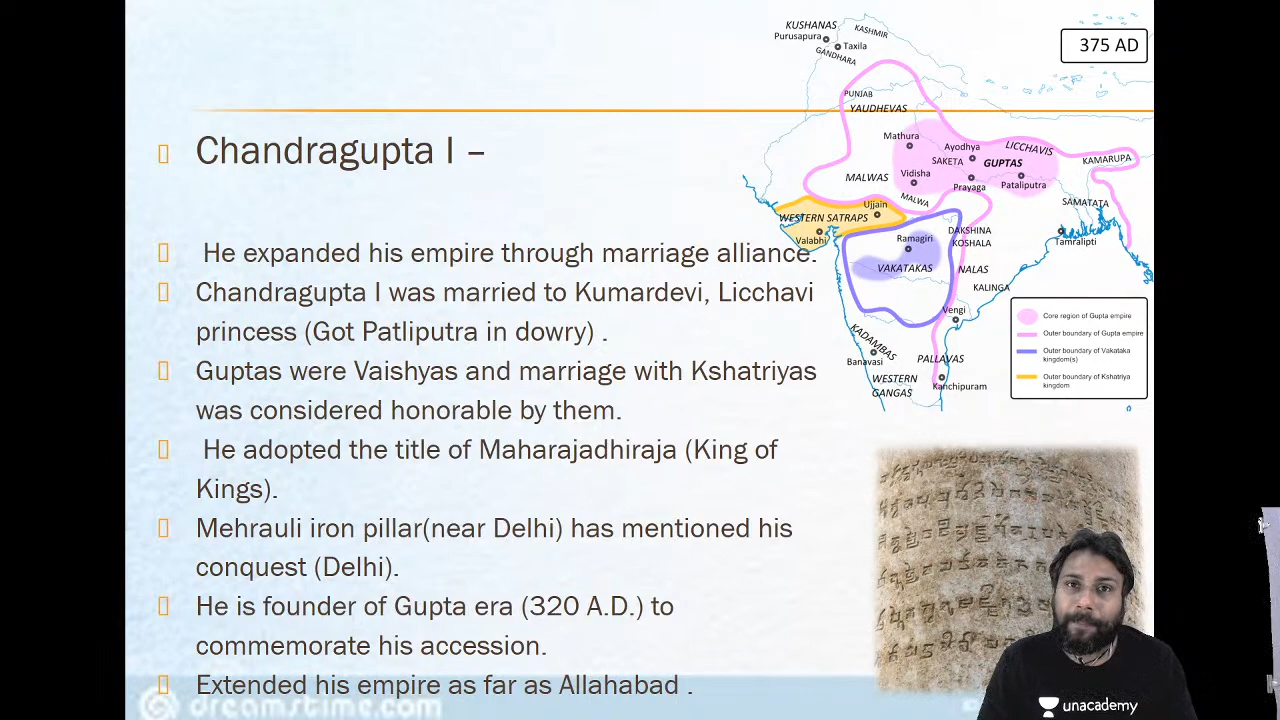 Chandragupta I –
He expanded his empire through marriage alliance.
Chandragupta I was married to Kumardevi, Licchavi
princess (Got Patliputra in dowry) .
Guptas were Vaishyas and marriage with Kshatriyas
was considered honorable by them.
He adopted the title of Maharajadhiraja (King of
Kings).
Mehrauli iron pillar(near Delhi) has mentioned his
conquest (Delhi).
He is founder of Gupta era (320 A.D.) to
commemorate his accession.
Extended his empire as far as Allahabad .
dreamstime.com
375 AD
KUSHANAS
Purusapura
KASHMIR
Taxila
GANDHARA
PUNJAB
YAUDHEVAS
Mathura
Ayodhya
LICCHAVIS
SAKETA
GUPTAS
KAMARUPA
MALWAS
Vidisha
Prayaga
Pataliputra
MALWA
Ujjain
SAMATATA
WESTERN SATRAPS
Valabhi
Ramagiri
DAKSHINA
KOSHALA
Tamralipti
VAKATAKAS
NALAS
KALINGA
Vengi
KADAMBAS
Banavasi
PALLAVAS
WESTERN
GANGAS
Kanchipuram
Core region of Gupta empire
Outer boundary of Gupta empire
Outer boundary of Vakataka
kingdom(s)
Outer boundary of Kshatriya
kingdom
unacademy